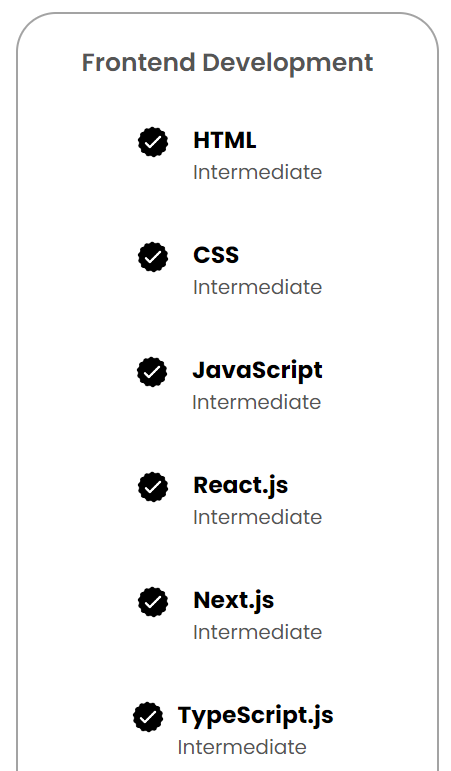 Frontend Development
HTML
Intermediate
CSS
Intermediate
JavaScript
Intermediate
React.js
Intermediate
Next.js
Intermediate
TypeScript.js
Intermediate